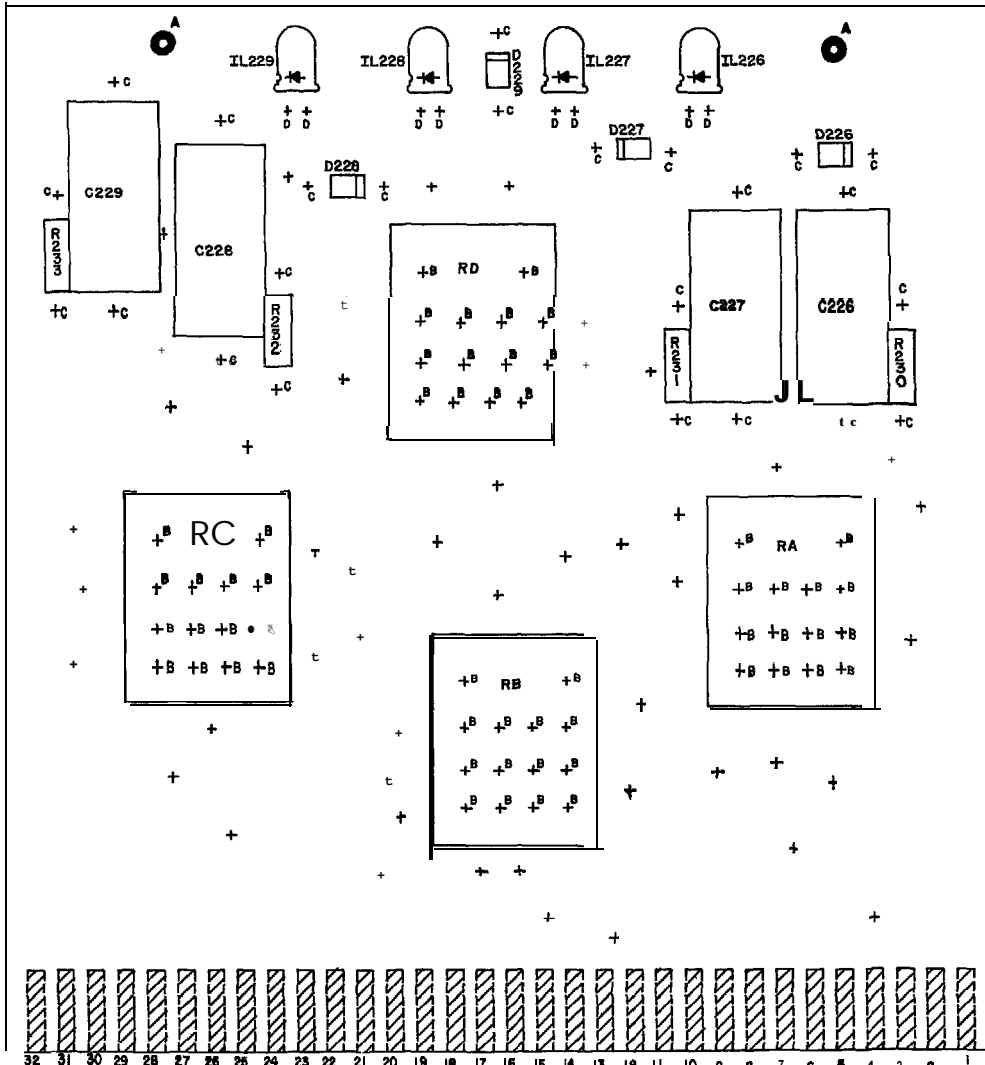 A A
+C
IL229 IL228 D229 IL227 IL226
+C +C
D D D D D D D D
+C
D227 D226
C C C C
D228
C C
C+ C229
+C +C
R233 C228
+B RD +B
+C C C
C227 C226
+B +B +B +B
R232 R231 R230
+C +C
+B +B +B +B
+C
+B +B +B +B
J L
+C +C t c +C
+B RC +B
+B RA +B
+B +B +B +B
+B +B +B +B
+B +B +B
+B +B +B +B
+B +B +B +B
+B +B +B +B
+B RB +B
+B +B +B +B
+B +B +B +B
+B +B +B +B
32 31 30 29 28 27 26 25 24 23 22 21 20 19 18 17 16 15 14 13 12 11 10 9 8 7 6 5 4 3 2 1